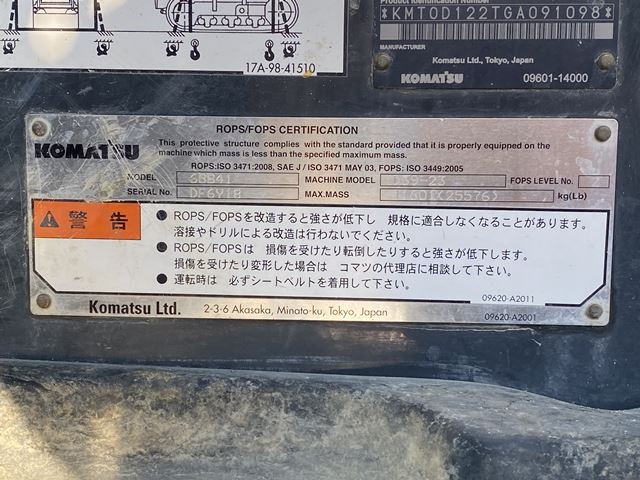 17A-98-41510
Product Identification Number
*KMT0D122TGA091098*
MANUFACTURER
Komatsu Ltd., Tokyo, Japan
KOMATSU 09601-14000
ROPS/FOPS CERTIFICATION
KOMATSU
This protective structure complies with the standard provided that it is properly equipped on the
machine which mass is less than the specified maximum mass.
ROPS:ISO 3471:2008, SAE J / ISO 3471 MAY 03, FOPS: ISO 3449:2005
MODEL MACHINE MODEL FOPS LEVEL No.
SERIAL No. MAX.MASS kg(Lb)
警告
● ROPS/FOPSを改造すると強さが低下し 規格に適合しなくなることがあります。
溶接やドリルによる改造は行わないでください。
● ROPS/FOPSは 損傷を受けたり転倒したりすると強さが低下します。
損傷を受けたり変形した場合は コマツの代理店に相談して下さい。
● 運転時は 必ずシートベルトを着用して下さい。
09620-A2011
Komatsu Ltd. 2-3-6 Akasaka, Minato-ku, Tokyo, Japan 09620-A2001